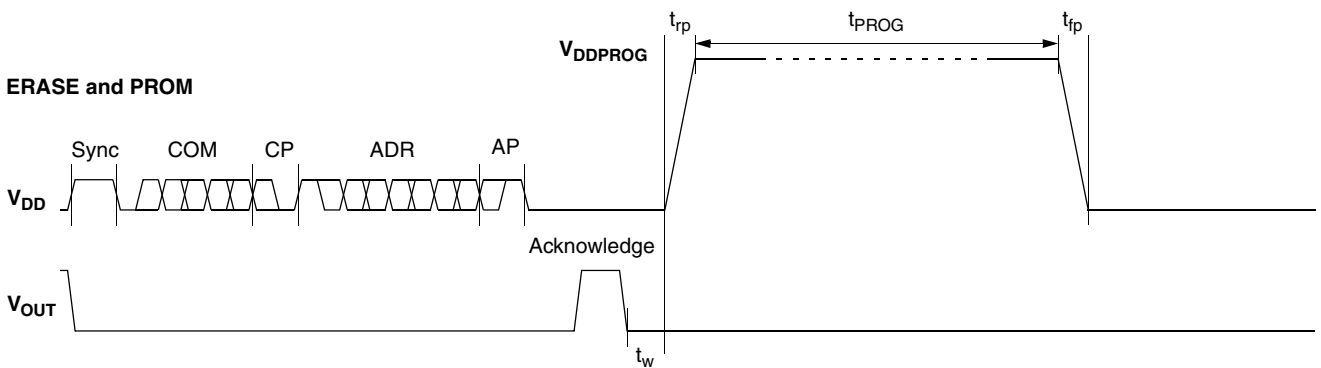 t_rp t_PROG t_fp
V_DDPROG
ERASE and PROM
Sync COM CP ADR AP
V_DD
Acknowledge
V_OUT
t_w